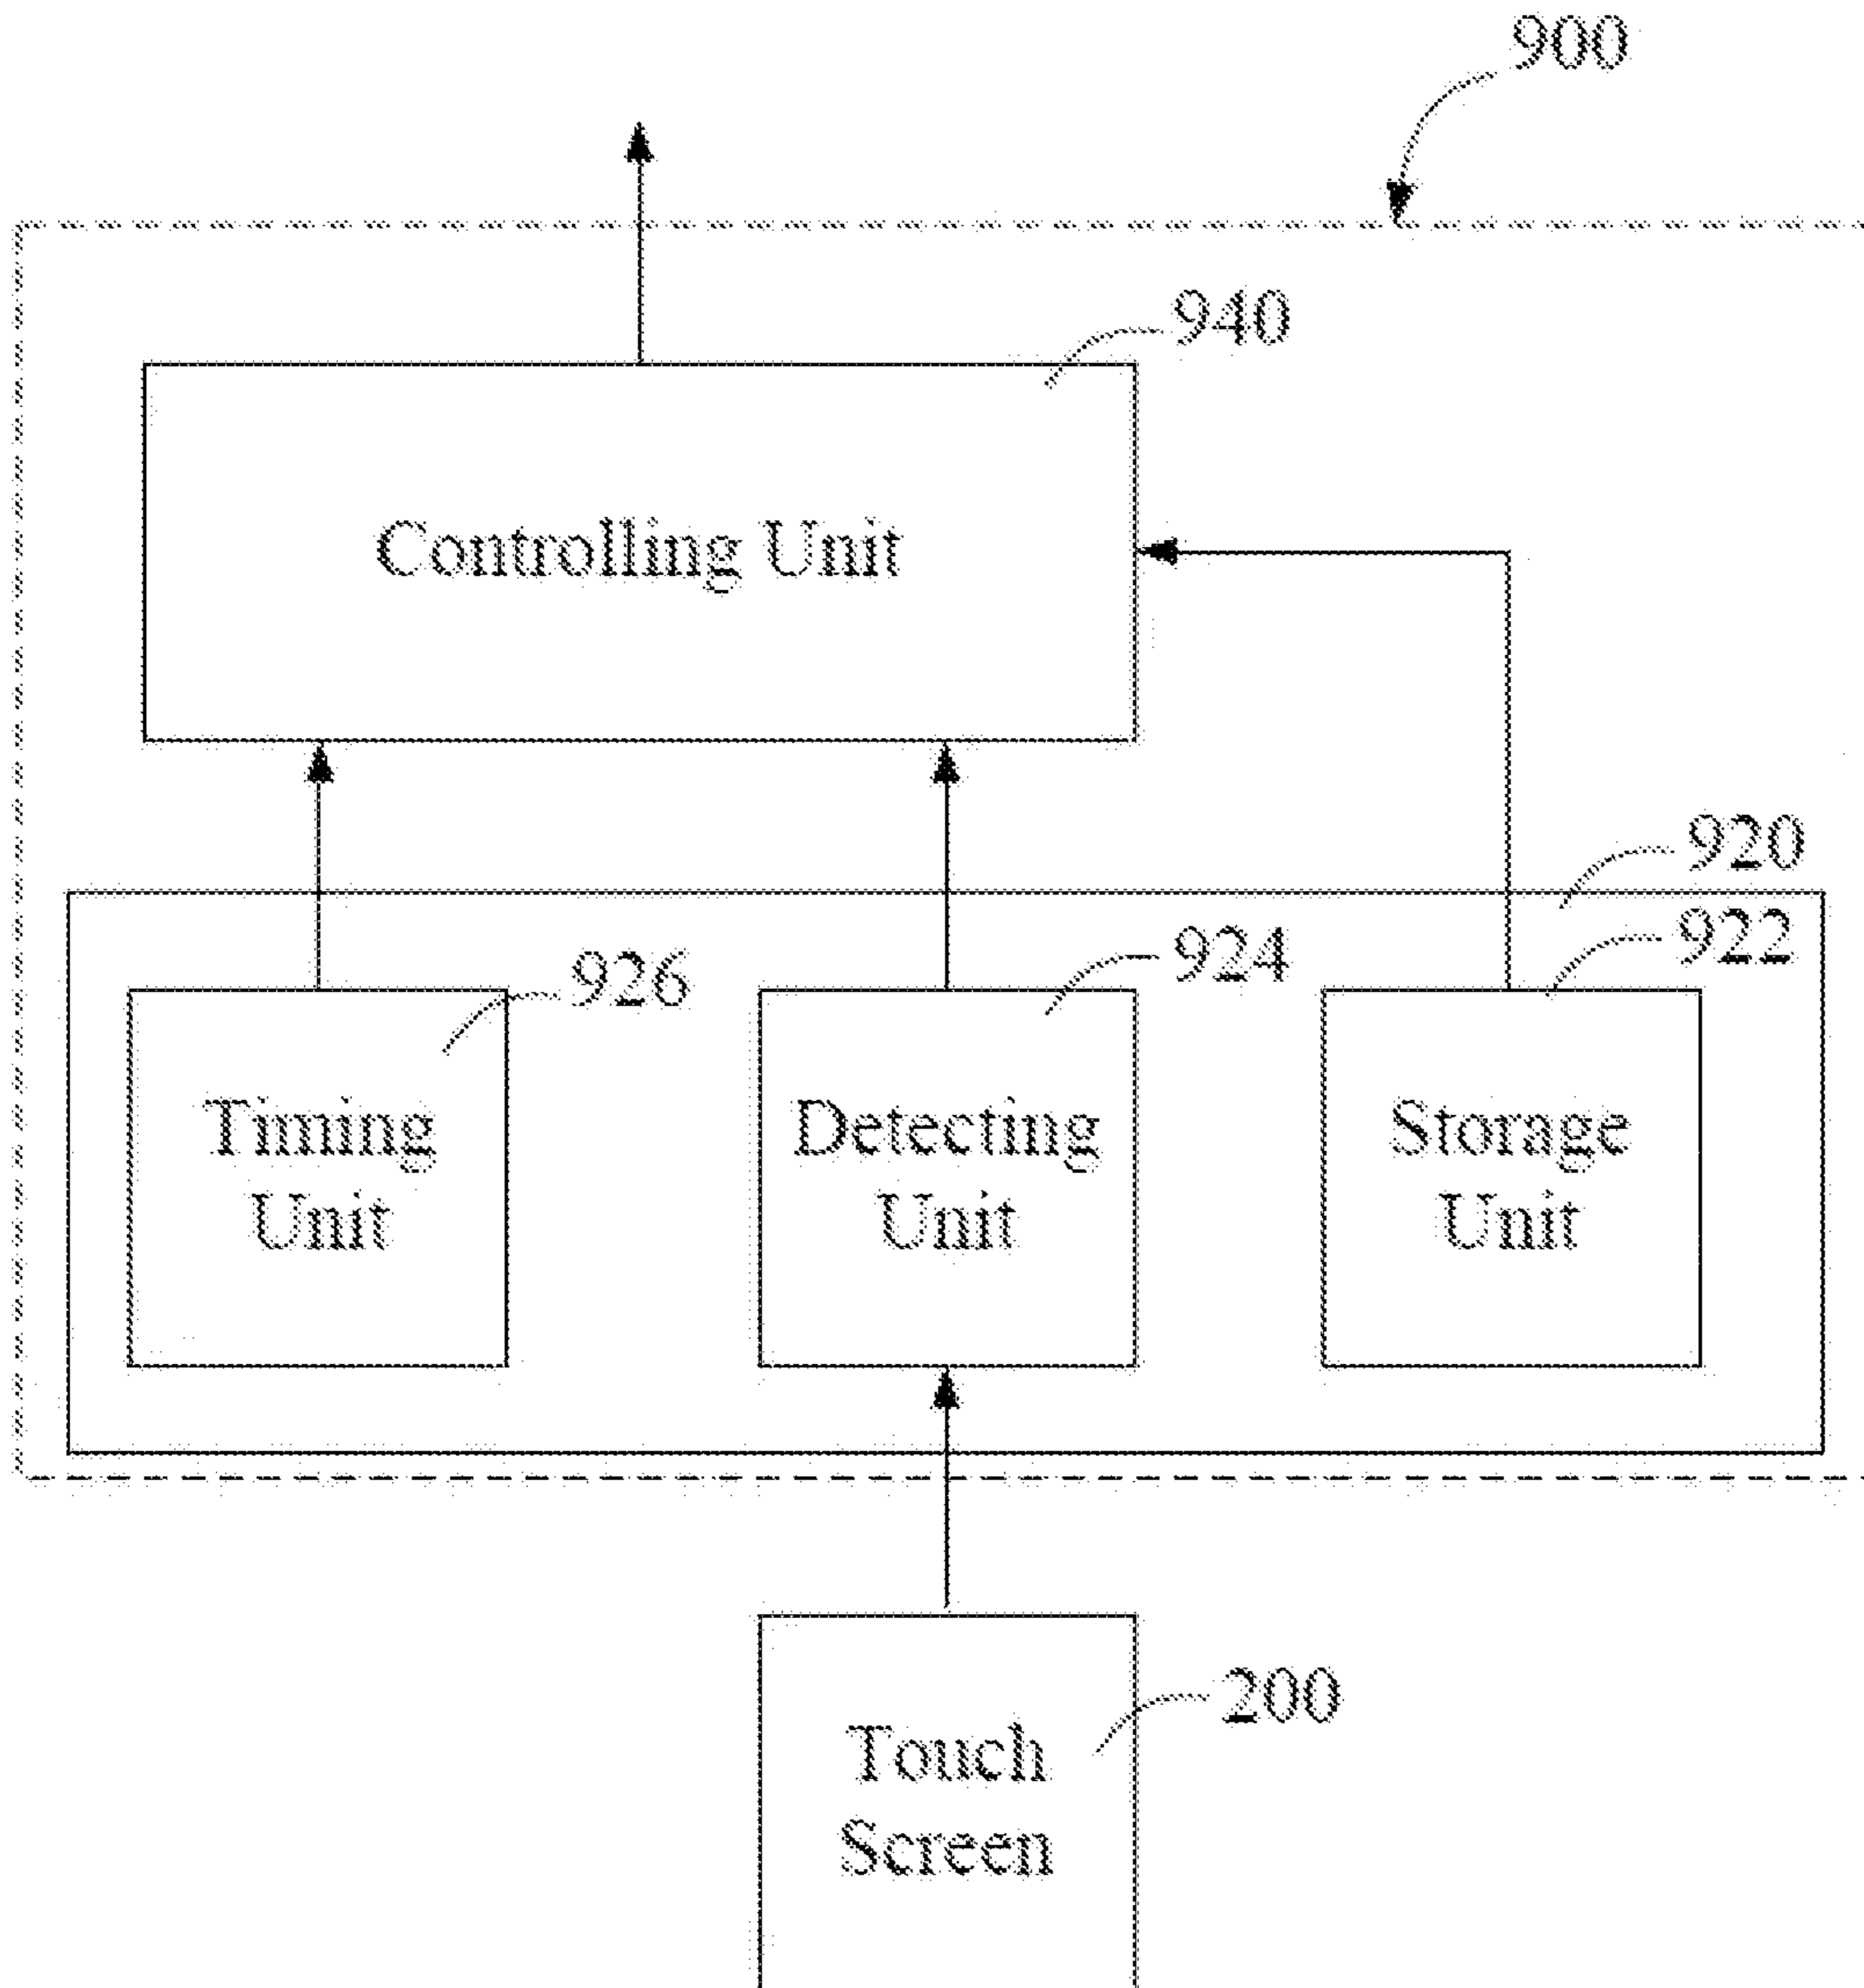 900
940
Controlling Unit
920
922
924
926
Timing
Unit
Detecting
Unit
Storage
Unit
200
Touch
Screen